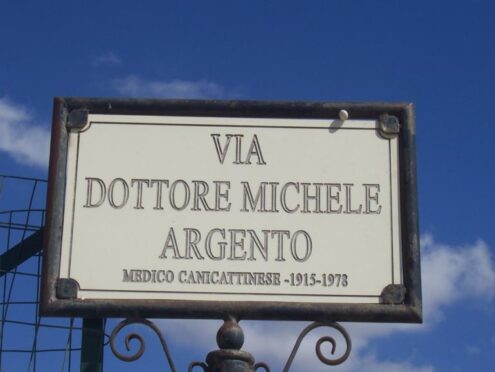 VIA
DOTTORE MICHELE
ARGENTO
MEDICO CANICATTINESE -1915-1973